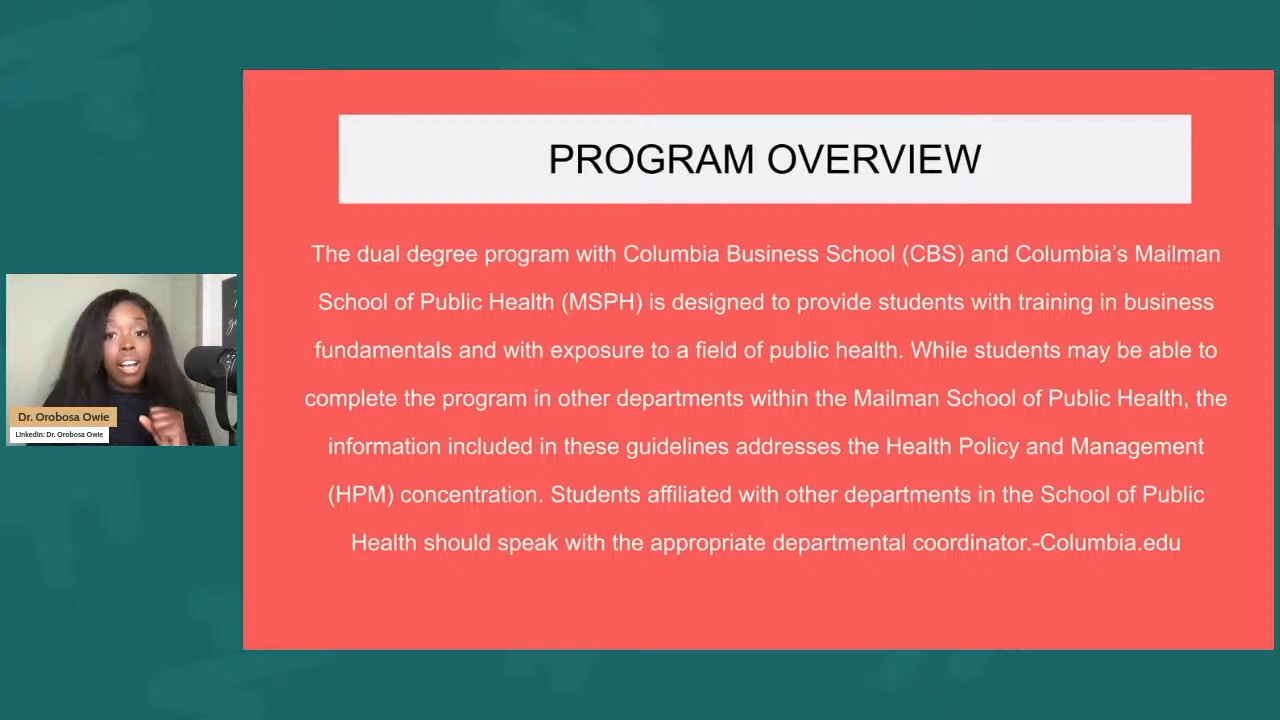 PROGRAM OVERVIEW
The dual degree program with Columbia Business School (CBS) and Columbia’s Mailman
School of Public Health (MSPH) is designed to provide students with training in business
fundamentals and with exposure to a field of public health. While students may be able to
complete the program in other departments within the Mailman School of Public Health, the
information included in these guidelines addresses the Health Policy and Management
(HPM) concentration. Students affiliated with other departments in the School of Public
Health should speak with the appropriate departmental coordinator.-Columbia.edu
Dr. Orobosa Owie
LinkedIn: Dr. Orobosa Owie